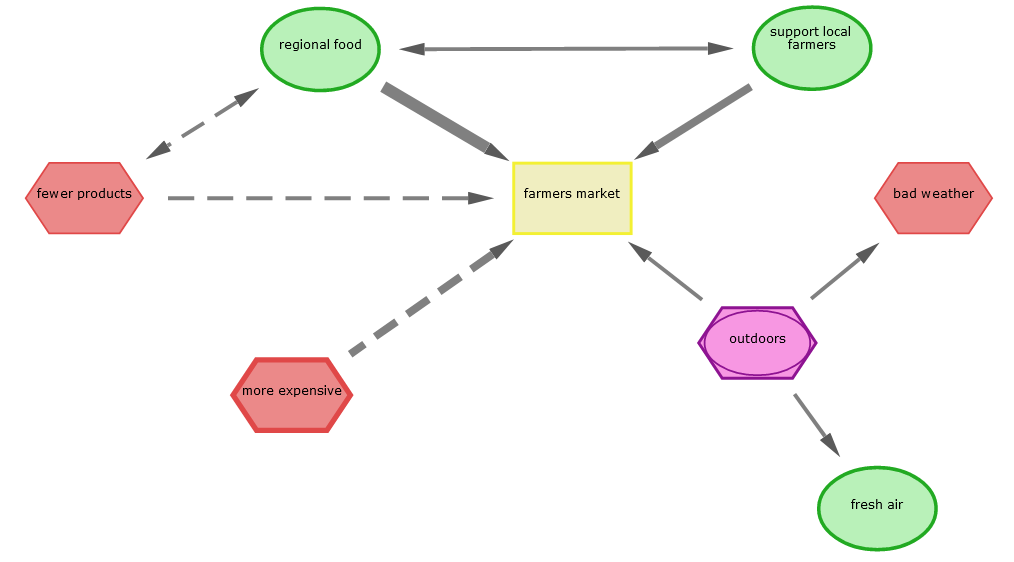 regional food
support local
farmers
fewer products
farmers market
bad weather
outdoors
more expensive
fresh air